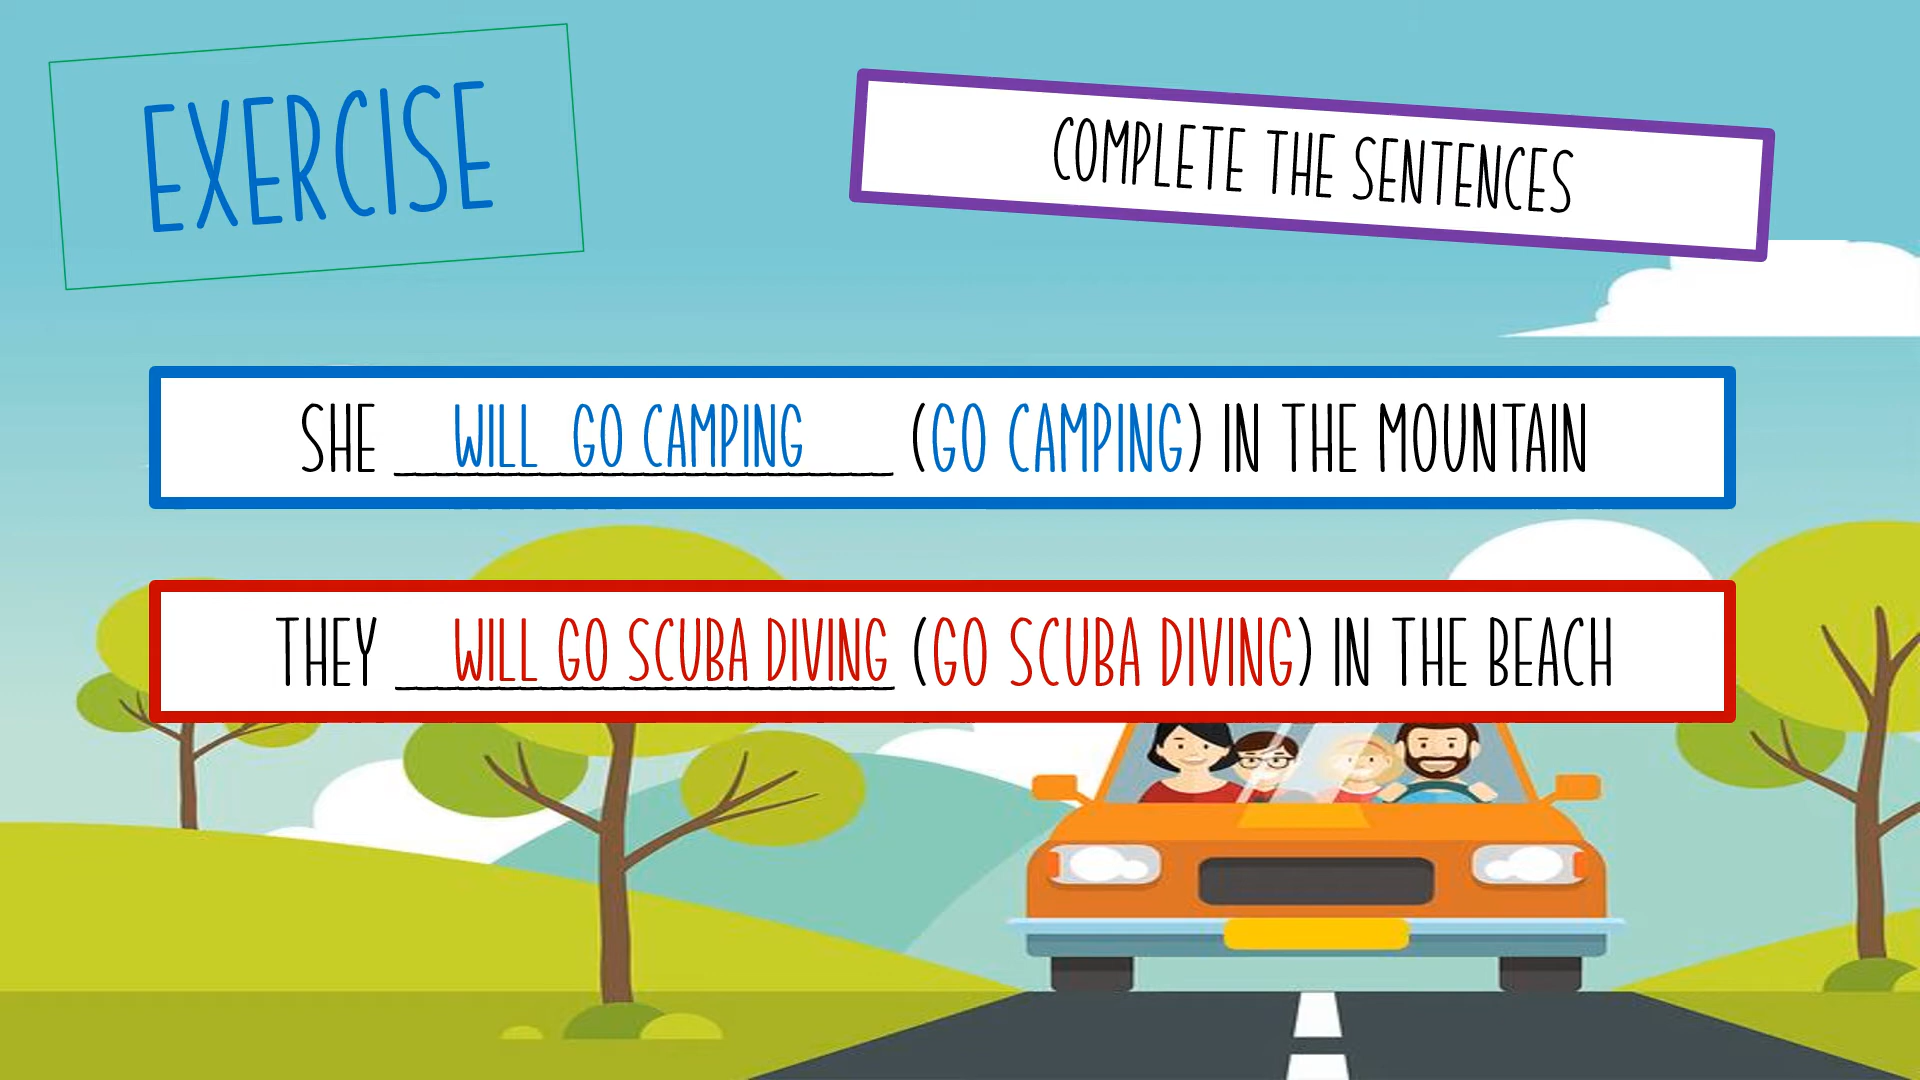 EXERCISE
COMPLETE THE SENTENCES
SHE WILL GO CAMPING (GO CAMPING) IN THE MOUNTAIN
THEY WILL GO SCUBA DIVING (GO SCUBA DIVING) IN THE BEACH